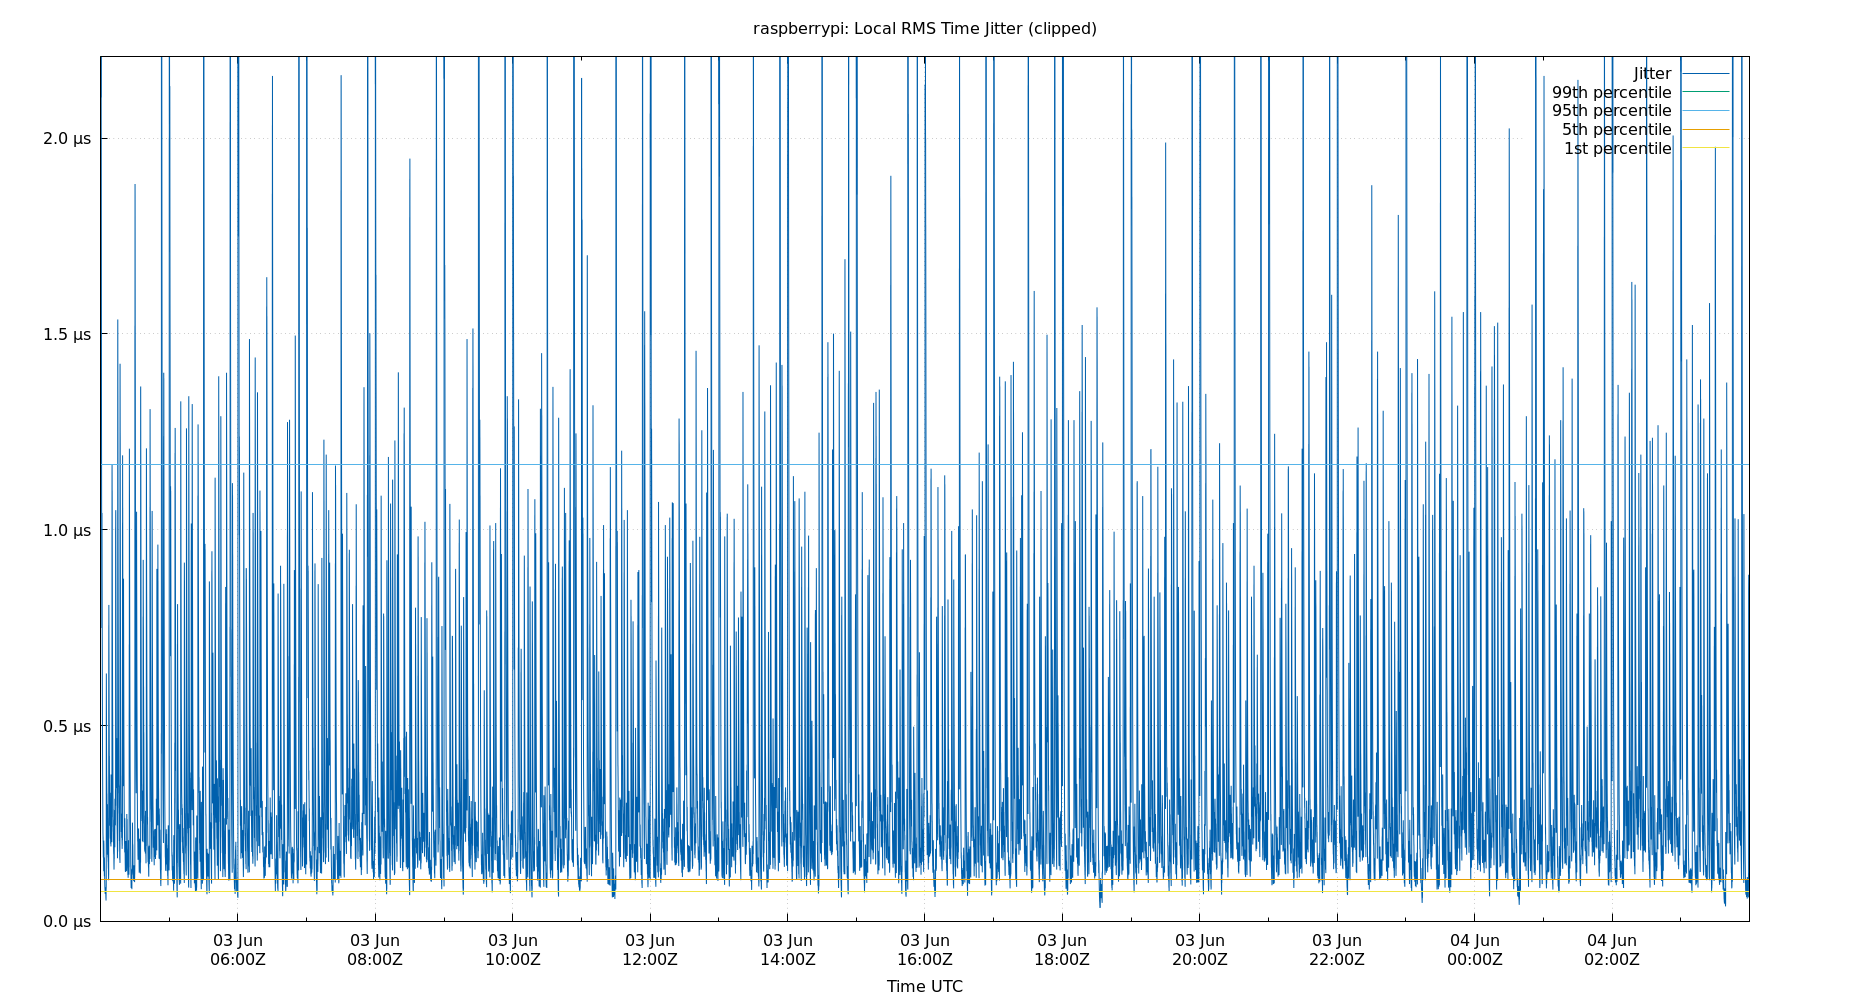 raspberrypi: Local RMS Time Jitter (clipped)
Jitter
99th percentile
95th percentile
5th percentile
1st percentile
2.0 µs
1.5 µs
1.0 µs
0.5 µs
0.0 µs
03 Jun 03 Jun 03 Jun 03 Jun 03 Jun 03 Jun 03 Jun 03 Jun 03 Jun 04 Jun 04 Jun
06:00Z 08:00Z 10:00Z 12:00Z 14:00Z 16:00Z 18:00Z 20:00Z 22:00Z 00:00Z 02:00Z
Time UTC